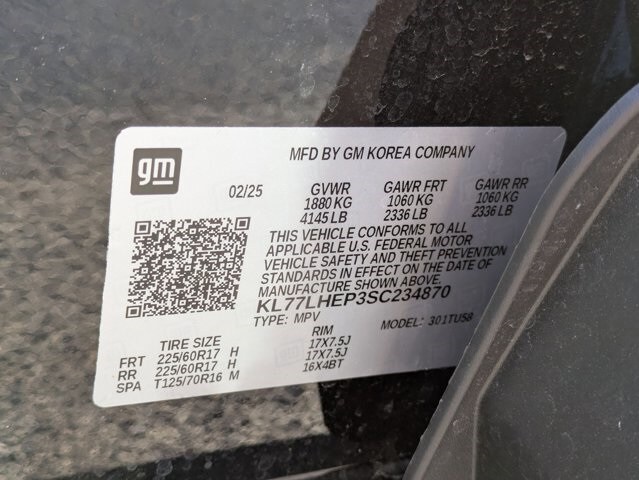 gm
MFD BY GM KOREA COMPANY
02/25 GVWR GAWR FRT GAWR RR
1880 KG 1060 KG 1060 KG
4145 LB 2336 LB 2336 LB
THIS VEHICLE CONFORMS TO ALL
APPLICABLE U.S. FEDERAL MOTOR
VEHICLE SAFETY AND THEFT PREVENTION
STANDARDS IN EFFECT ON THE DATE OF
MANUFACTURE SHOWN ABOVE.
KL77LHEP3SC234870
TYPE: MPV MODEL: 301TU58
TIRE SIZE RIM
FRT 225/60R17 H 17X7.5J
RR 225/60R17 H 17X7.5J
SPA T125/70R16 M 16X4BT